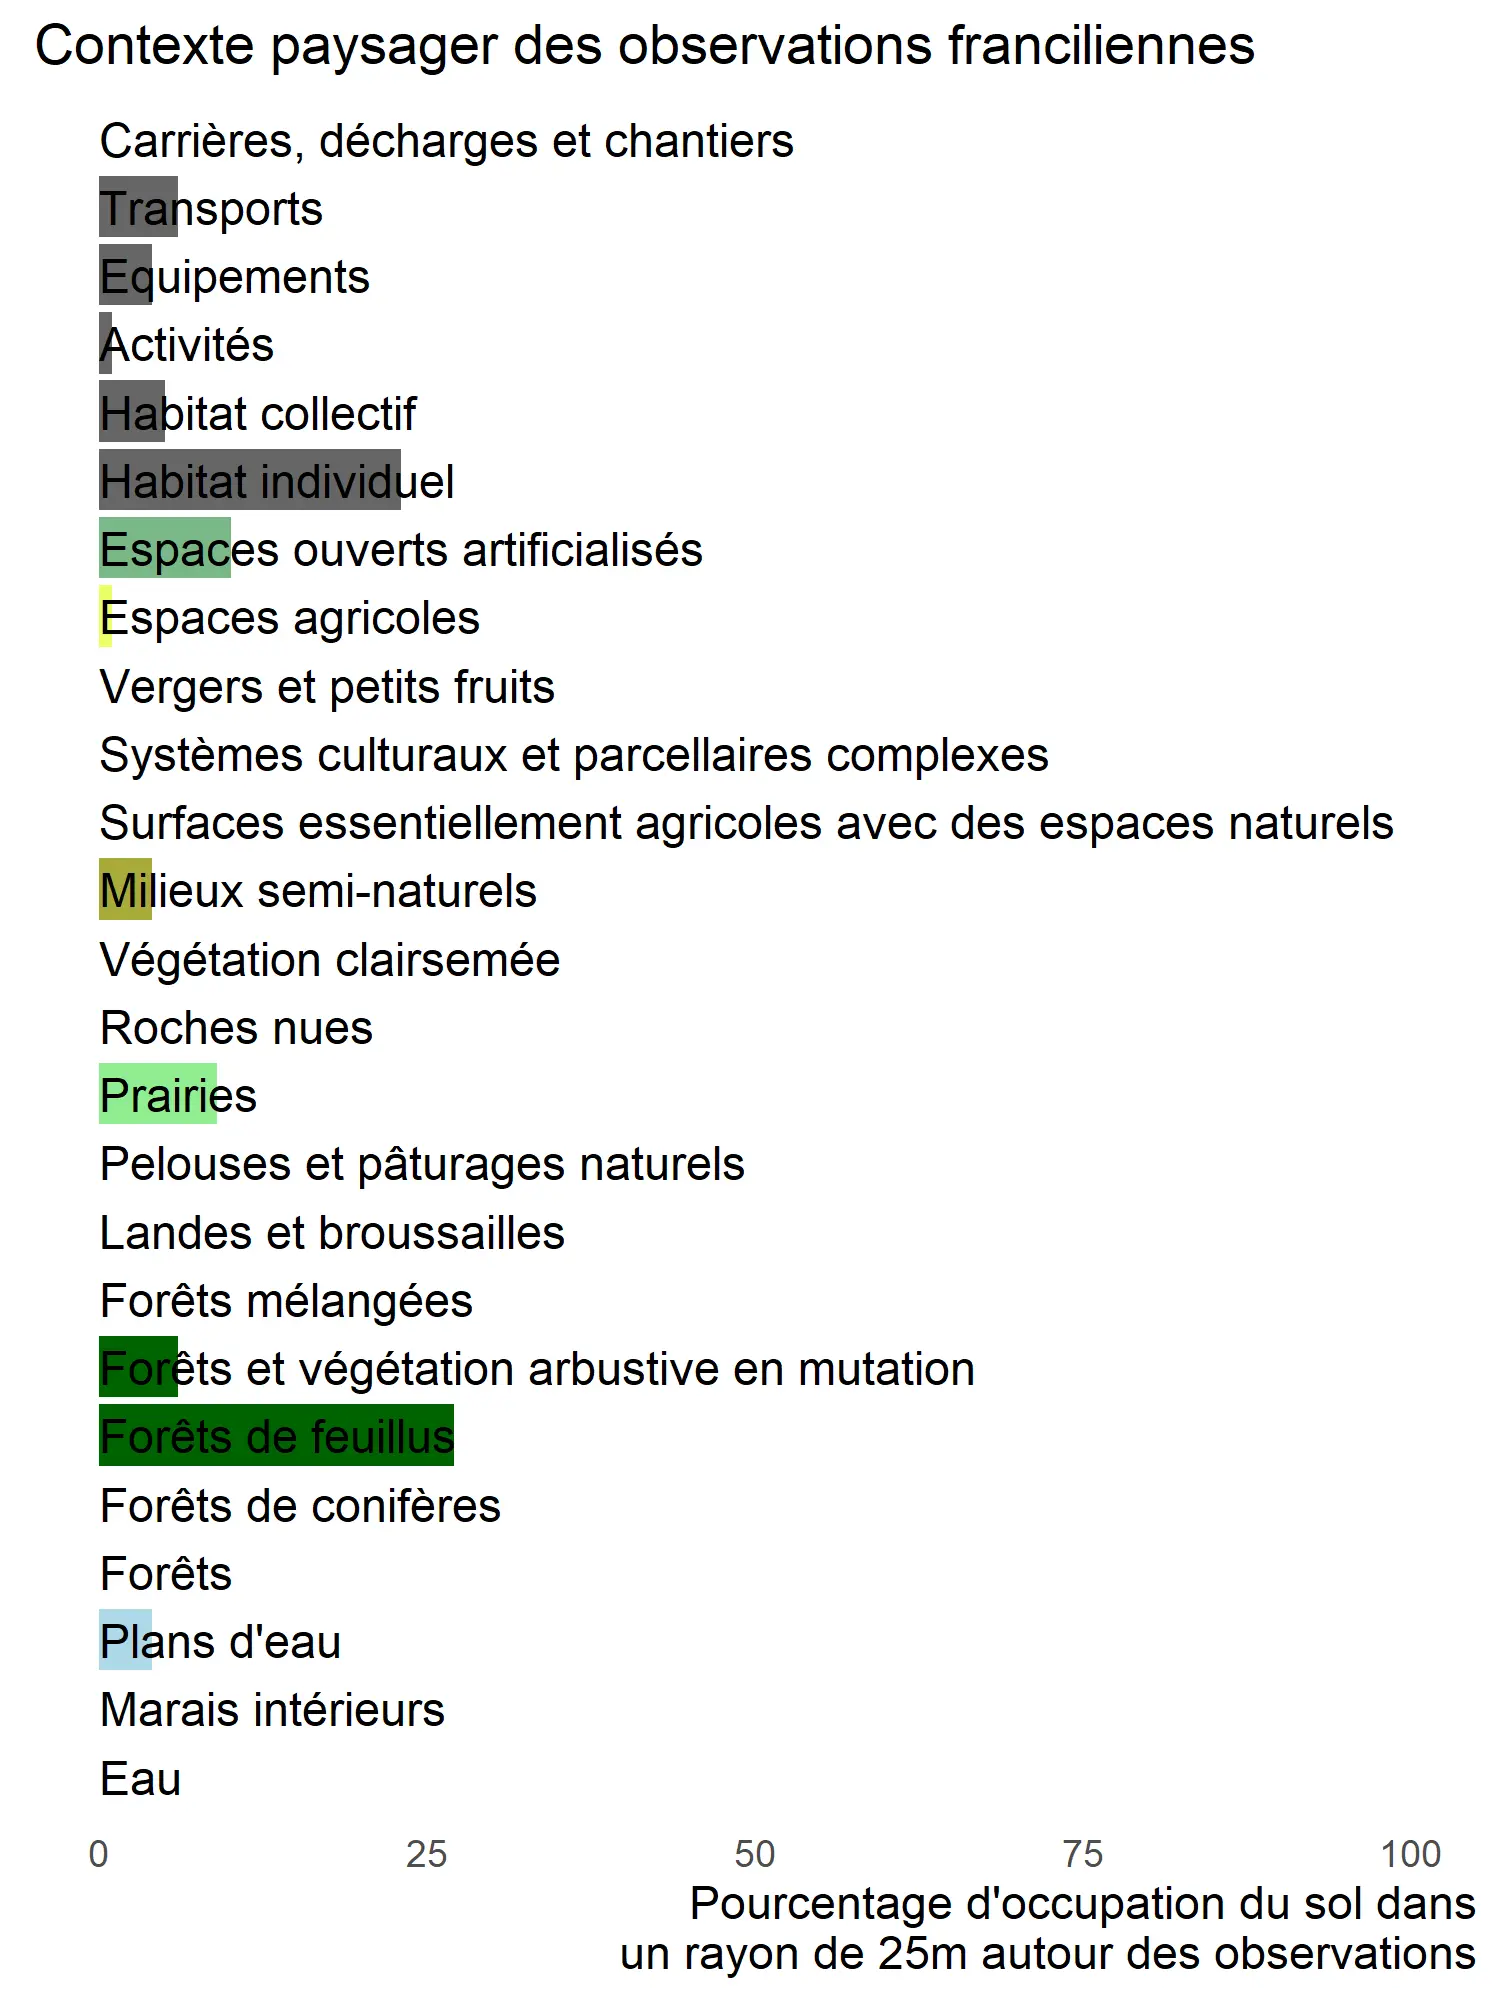 Contexte paysager des observations franciliennes
Carrières, décharges et chantiers
Transports
Equipements
Activités
Habitat collectif
Habitat individuel
Espaces ouverts artificialisés
Espaces agricoles
Vergers et petits fruits
Systèmes culturaux et parcellaires complexes
Surfaces essentiellement agricoles avec des espaces naturels
Milieux semi-naturels
Végétation clairsemée
Roches nues
Prairies
Pelouses et pâturages naturels
Landes et broussailles
Forêts mélangées
Forêts et végétation arbustive en mutation
Forêts de feuillus
Forêts de conifères
Forêts
Plans d'eau
Marais intérieurs
Eau
0 25 50 75 100
Pourcentage d'occupation du sol dans
un rayon de 25m autour des observations